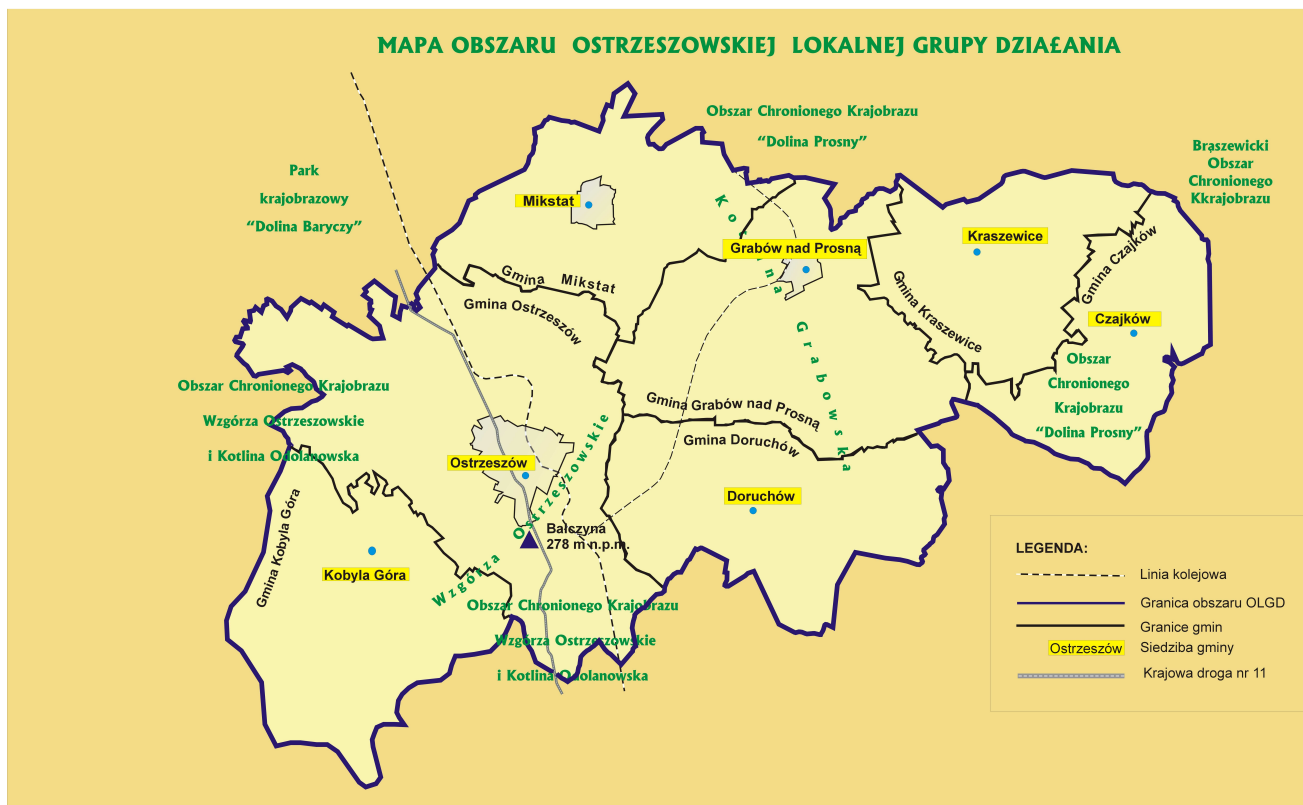 MAPA OBSZARU OSTRZESZOWSKIEJ LOKALNEJ GRUPY DZIA£ANIA
Obszar Chronionego Krajobrazu
“Dolina Prosny”
Brąszewicki
Obszar
Chronionego
Kkrajobrazu
Park
krajobrazowy
“Dolina Baryczy”
Mikstat
Kotlina Grabowska
Grabów nad Prosną
Kraszewice
Gmina Czajków
Gmina Mikstat
Gmina Ostrzeszów
Gmina Kraszewice
Czajków
Obszar
Chronionego
Krajobrazu
“Dolina Prosny”
Obszar Chronionego Krajobrazu
Wzgórza Ostrzeszowskie
i Kotlina Odolanowska
Gmina Grabów nad Prosną
Gmina Doruchów
Ostrzeszów
Wzgórza Ostrzeszowskie
Doruchów
Gmina Kobyla Góra
Bałczyna
278 m n.p.m.
Kobyla Góra
Obszar Chronionego Krajobrazu
Wzgórza Ostrzeszowskie
i Kotlina Odolanowska
LEGENDA:
Linia kolejowa
Granica obszaru OLGD
Granice gmin
Ostrzeszów Siedziba gminy
Krajowa droga nr 11